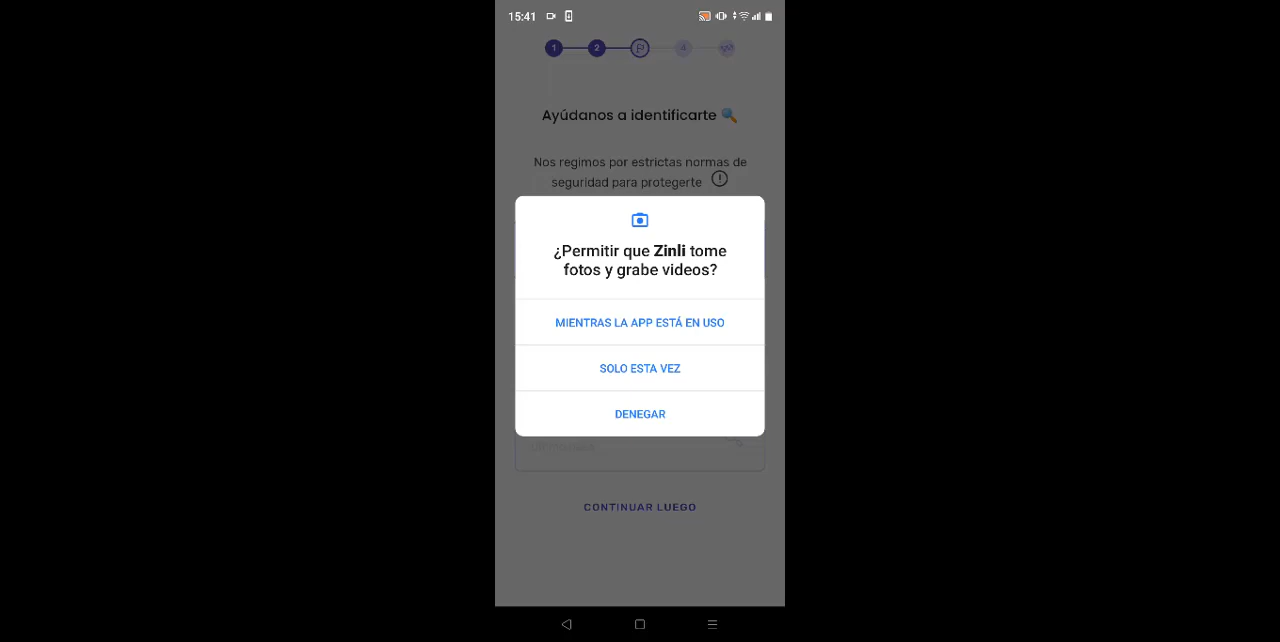 15:41
1 2 4
Ayúdanos a identificarte
Nos regimos por estrictas normas de
seguridad para protegerte
¿Permitir que Zinli tome
fotos y grabe videos?
MIENTRAS LA APP ESTÁ EN USO
SOLO ESTA VEZ
DENEGAR
CONTINUAR LUEGO